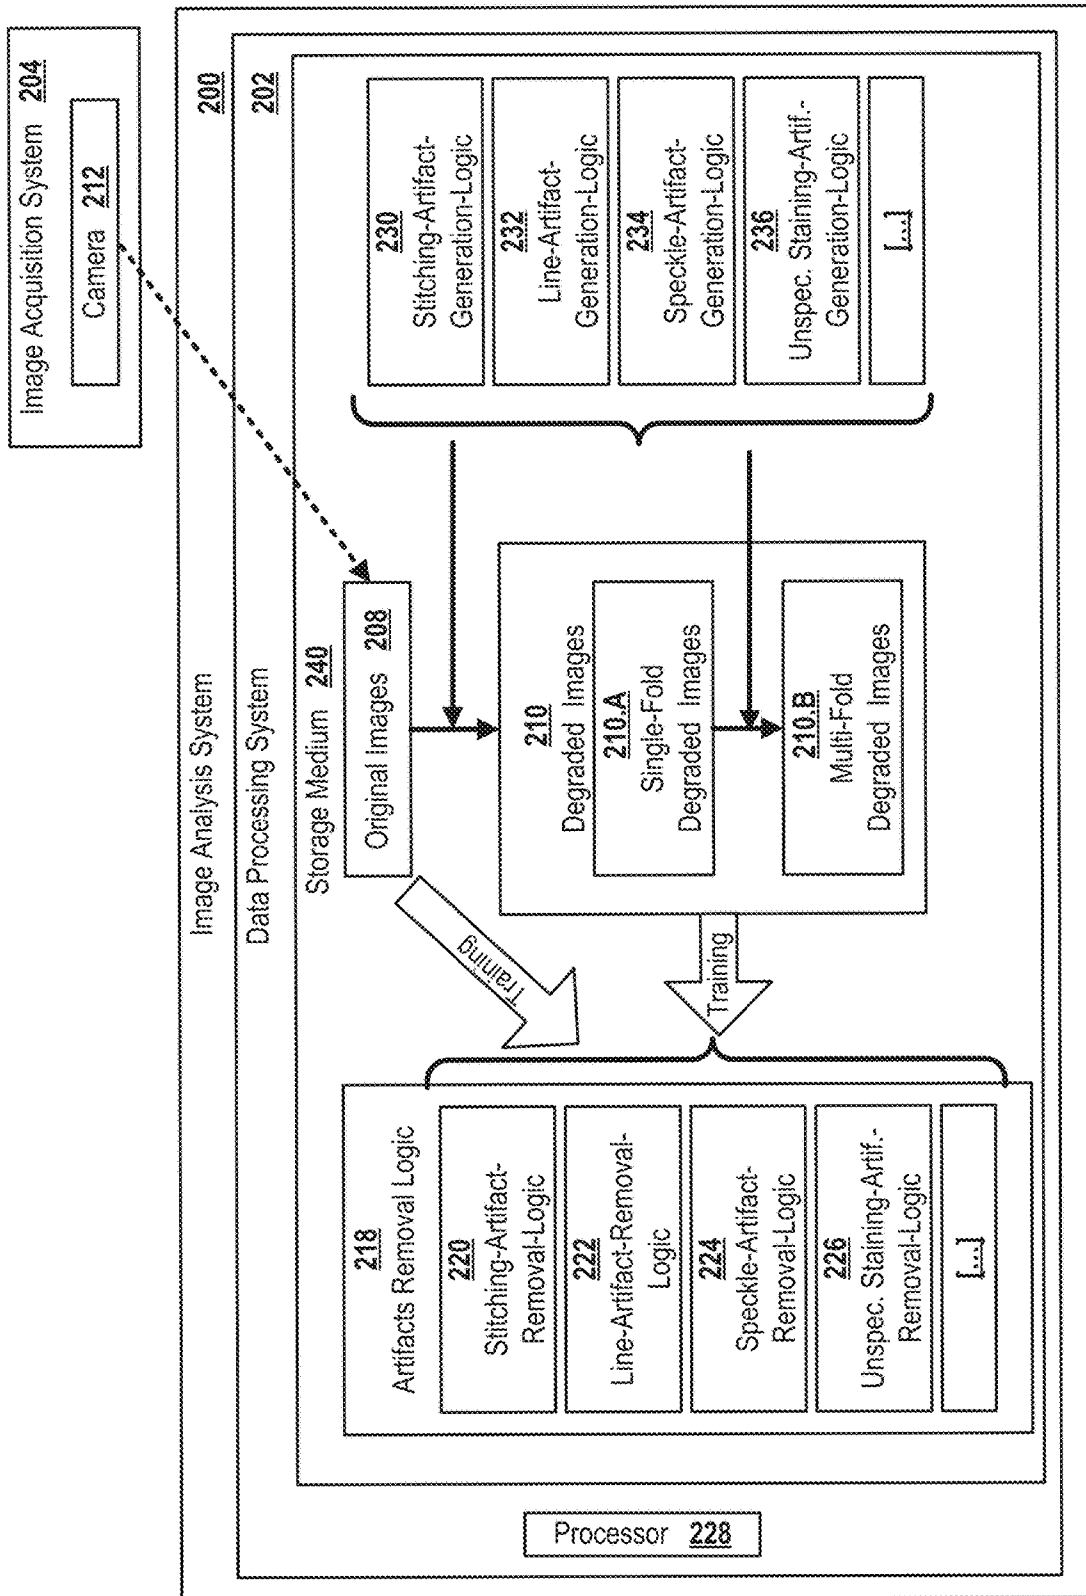 Image Analysis System 200
Data Processing System 202
Processor 228
Storage Medium 240
218
Artifacts Removal Logic
220
Stitching-Artifact-
Removal-Logic
222
Line-Artifact-Removal-
Logic
224
Speckle-Artifact-
Removal-Logic
226
Unspec. Staining-Artif.-
Removal-Logic
[...]
Training
Training
Original Images 208
210
Degraded Images
210.A
Single-Fold
Degraded Images
210.B
Multi-Fold
Degraded Images
230
Stitching-Artifact-
Generation-Logic
232
Line-Artifact-
Generation-Logic
234
Speckle-Artifact-
Generation-Logic
236
Unspec. Staining-Artif.-
Generation-Logic
[...]
Image Acquisition System 204
Camera 212